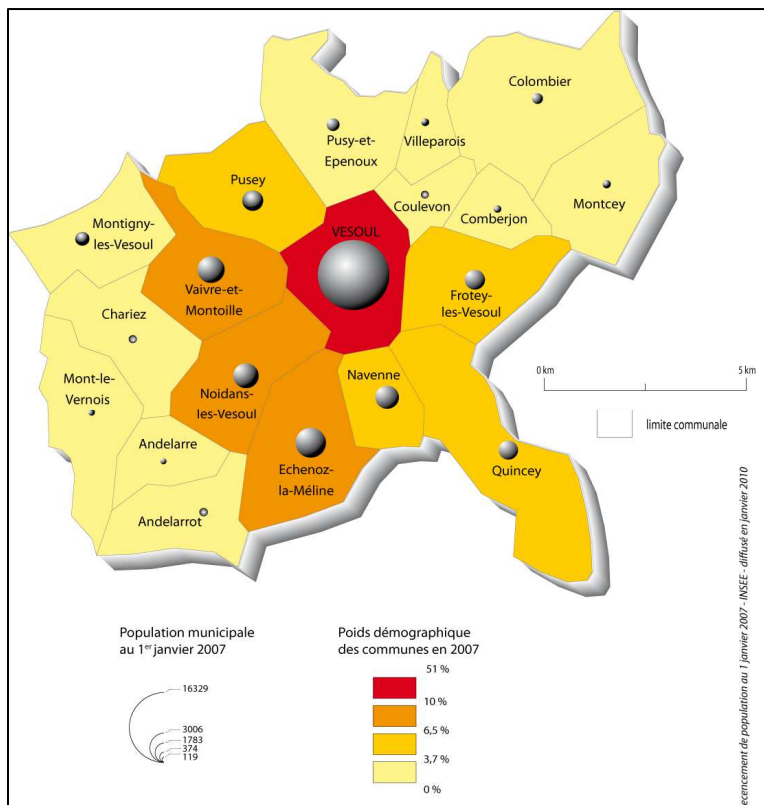 Colombier
Pusy-et-
Epenoux
Villeparois
Pusey
Coulevon
Comberjon
Montcey
Montigny-
les-Vesoul
VESOUL
Vaivre-et-
Montoille
Frotey-
les-Vesoul
Chariez
Mont-le-
Vernois
Noidans-
les-Vesoul
Navenne
0 km
5 km
limite communale
Andelarre
Echenoz-
la-Méline
Quincey
Andelarrot
Population municipale
au 1er janvier 2007
16329
3006
1783
374
119
Poids démographique
des communes en 2007
51 %
10 %
6,5 %
3,7 %
0 %
ecencement de population au 1 janvier 2007 - INSEE - diffusé en janvier 2010